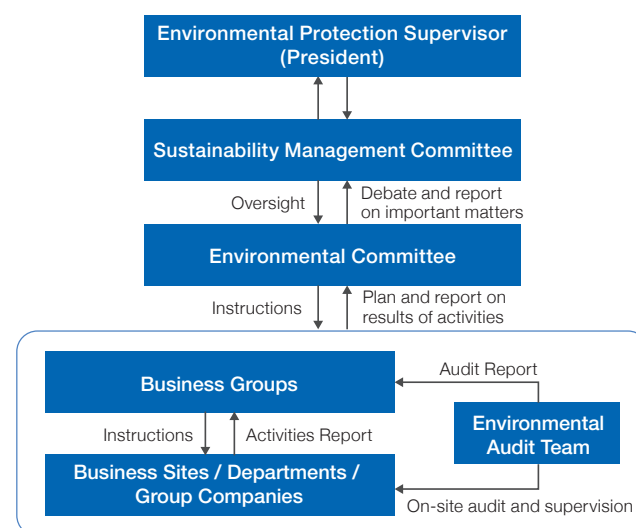 Environmental Protection Supervisor
(President)
Sustainability Management Committee
Oversight
Debate and report
on important matters
Environmental Committee
Instructions
Plan and report on
results of activities
Business Groups
Audit Report
Instructions
Activities Report
Environmental
Audit Team
Business Sites / Departments /
Group Companies
On-site audit and supervision